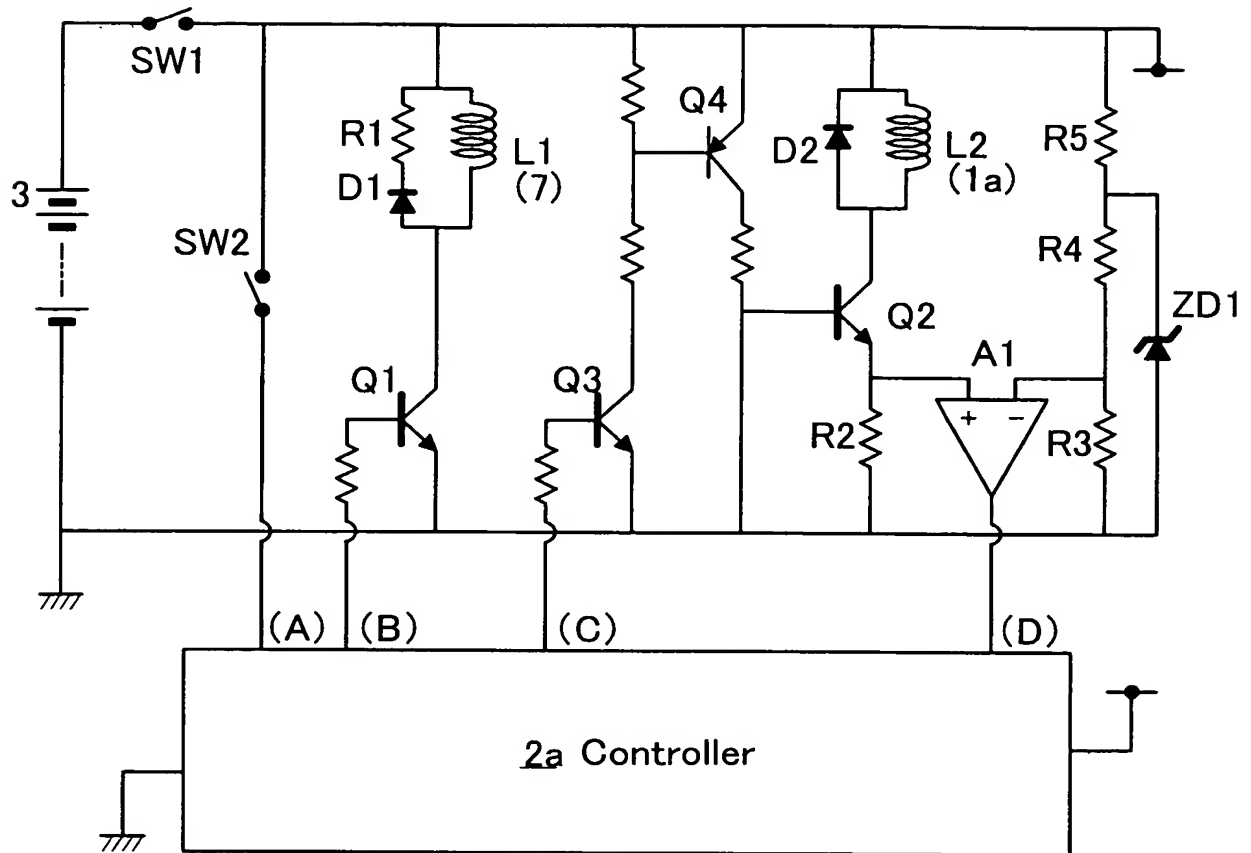 SW1
Q4
R1
L1
(7)
D2
L2
(1a)
R5
3
D1
SW2
R4
ZD1
Q2
A1
Q1
Q3
R2
+ −
R3
(A)
(B)
(C)
(D)
2a Controller